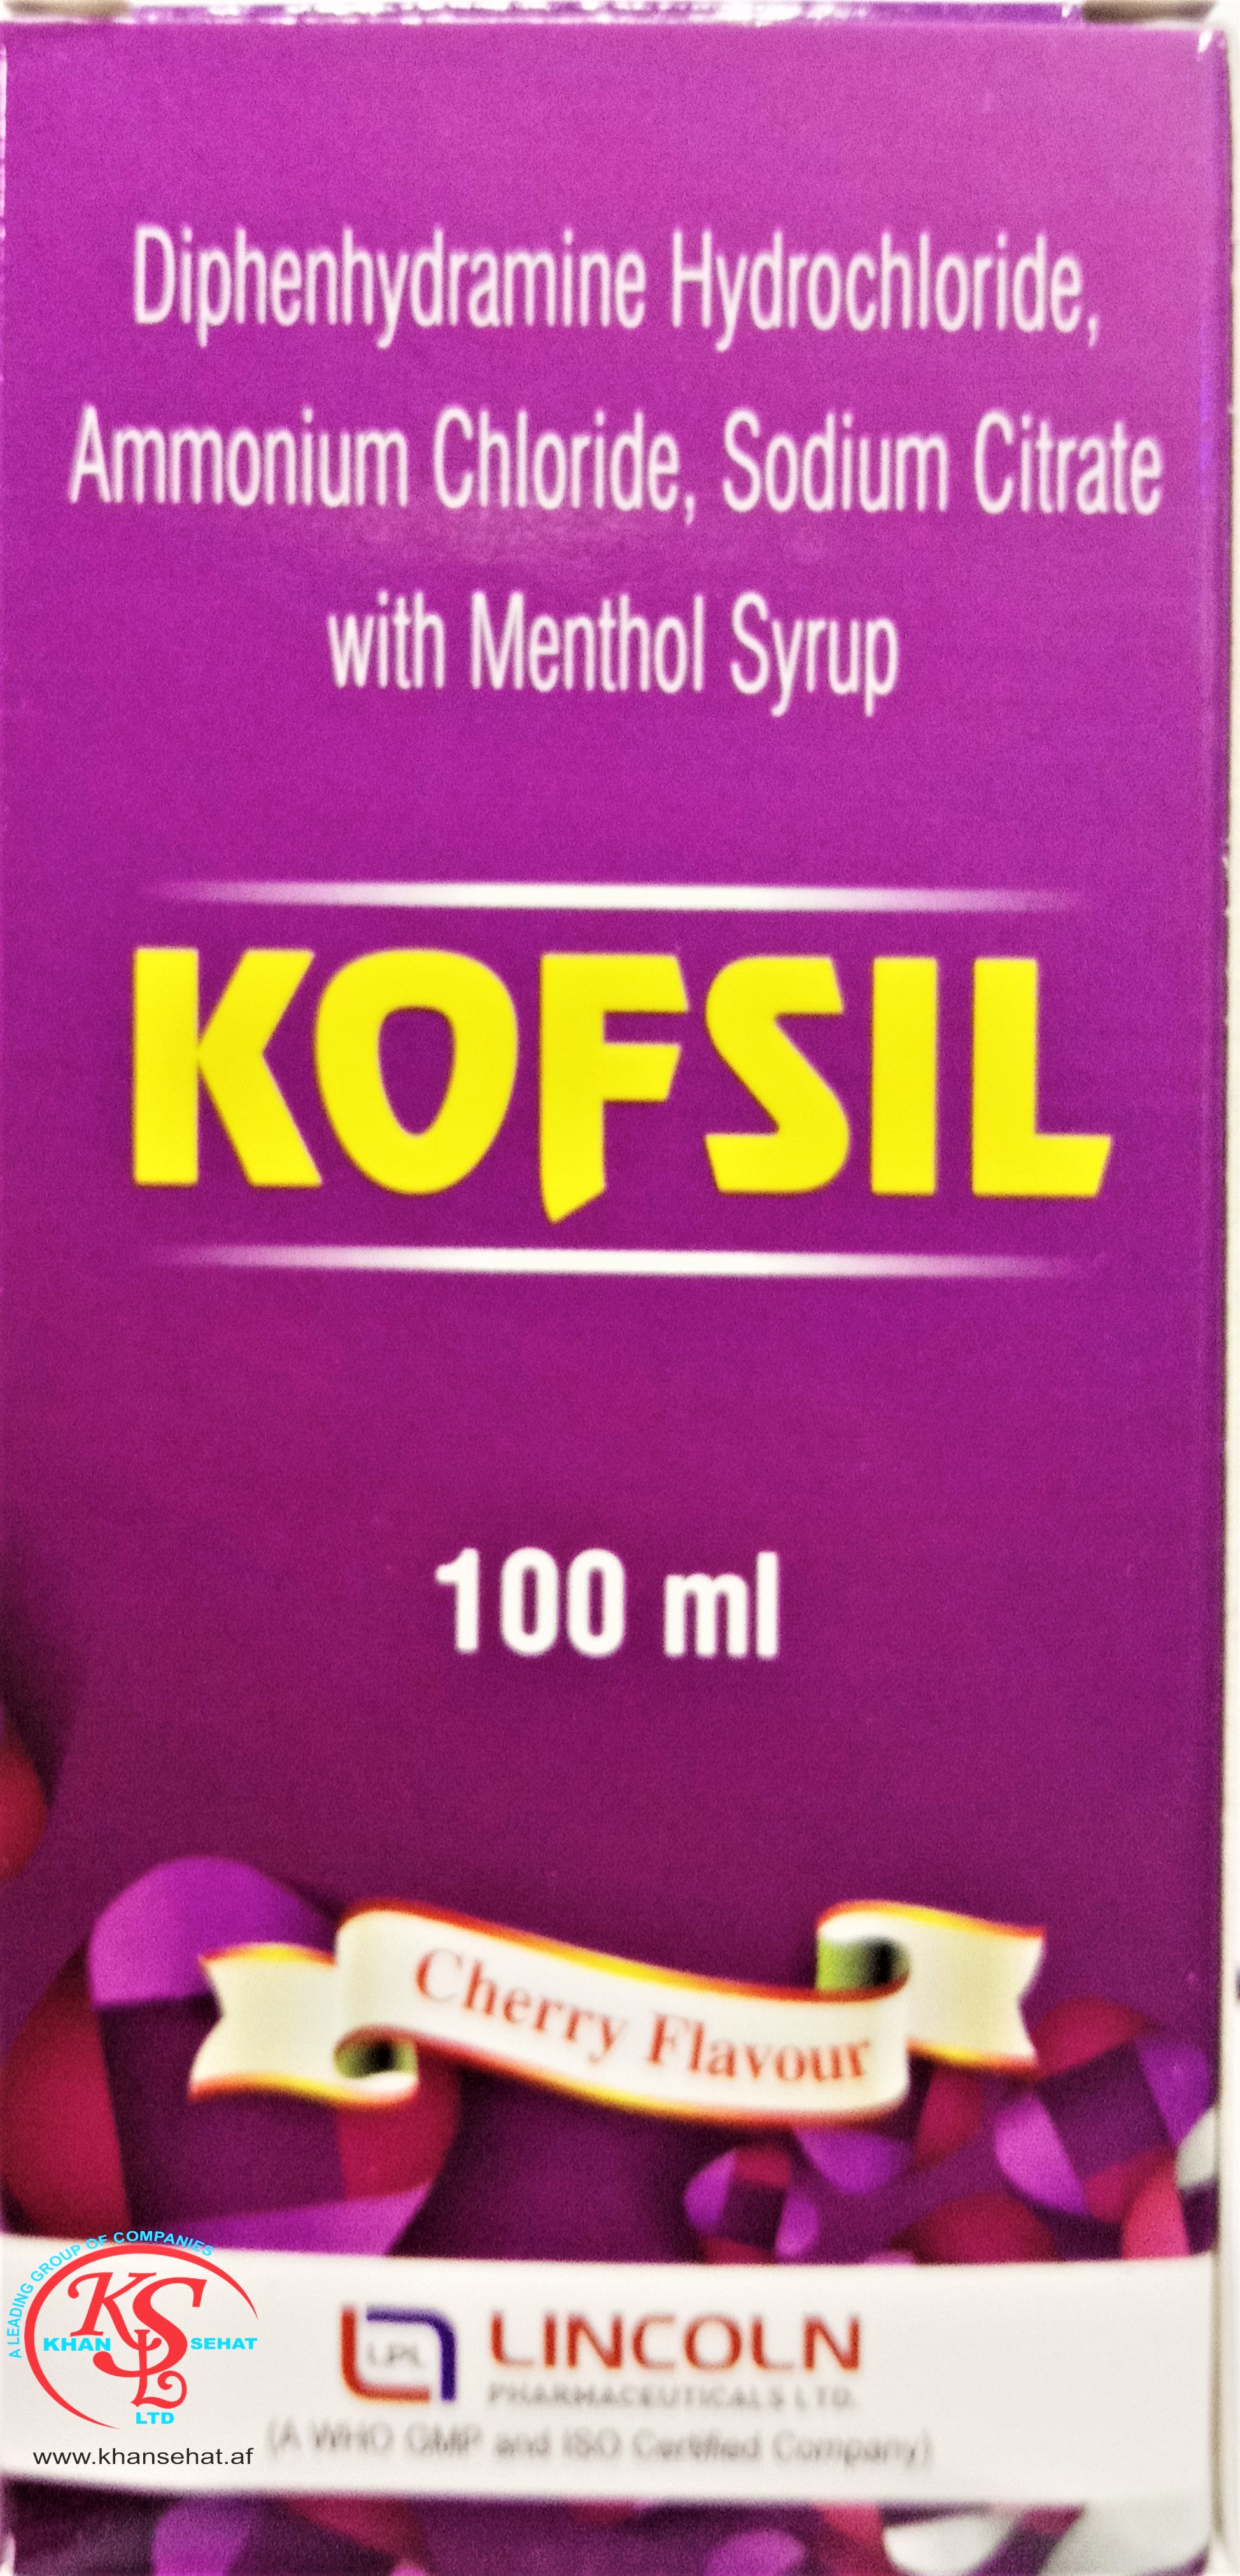 Diphenhydramine Hydrochloride,
Ammonium Chloride, Sodium Citrate
with Menthol Syrup
KOFSIL
100 ml
Cherry Flavour
A LEADING GROUP OF COMPANIES
KSL
KHAN SEHAT
LTD
www.khansehat.af
LPL
LINCOLN
PHARMACEUTICALS LTD.
(A WHO GMP and ISO Certified Company)